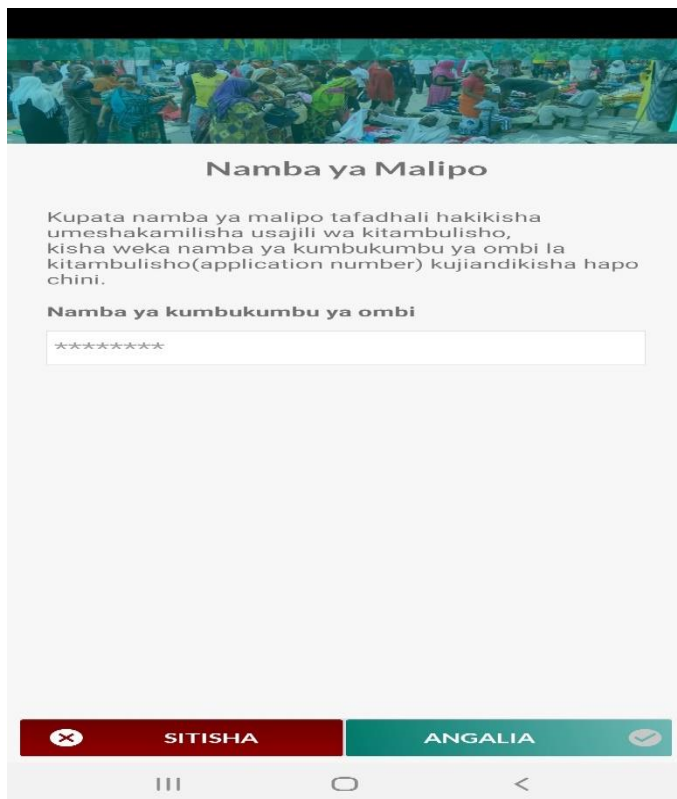 Namba ya Malipo
Kupata namba ya malipo tafadhali hakikisha
umeshakamilisha usajili wa kitambulisho,
kisha weka namba ya kumbukumbu ya ombi la
kitambulisho(application number) kujiandikisha hapo
chini.
Namba ya kumbukumbu ya ombi
********
SITISHA
ANGALIA